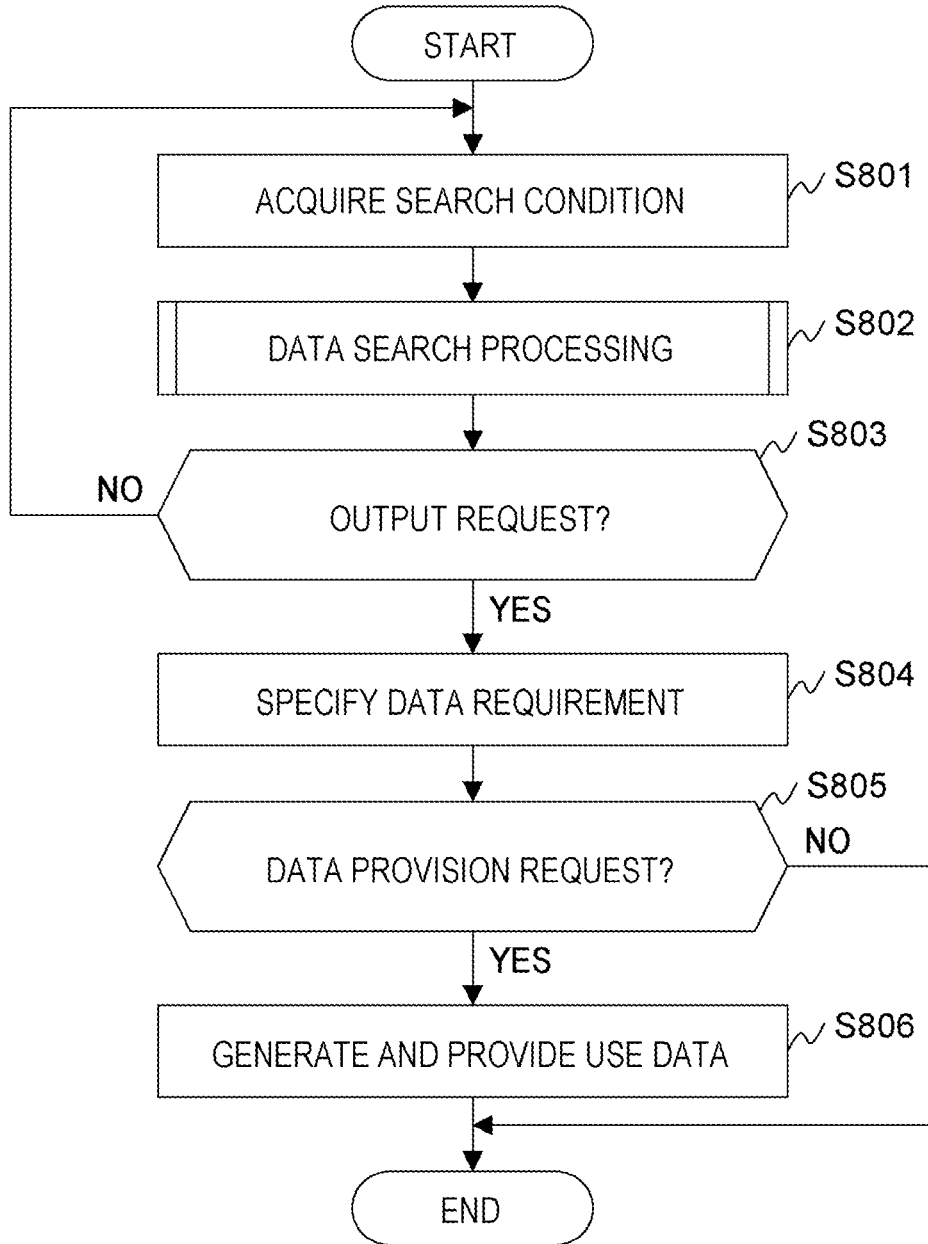 START
ACQUIRE SEARCH CONDITION
S801
DATA SEARCH PROCESSING
S802
S803
NO
OUTPUT REQUEST?
YES
SPECIFY DATA REQUIREMENT
S804
S805
DATA PROVISION REQUEST?
NO
YES
GENERATE AND PROVIDE USE DATA
S806
END